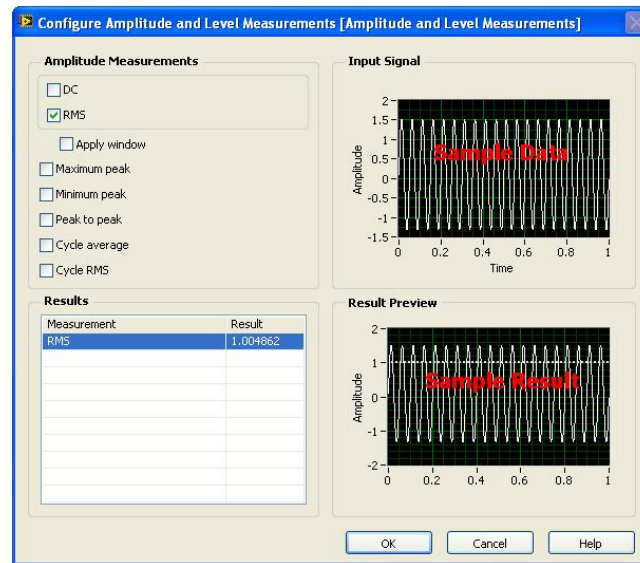 Configure Amplitude and Level Measurements [Amplitude and Level Measurements]
Amplitude Measurements
DC
RMS
Apply window
Maximum peak
Minimum peak
Peak to peak
Cycle average
Cycle RMS
Results
Measurement Result
RMS 1.004862
Input Signal
Amplitude
2
1.5
1
0.5
0
-0.5
-1
-1.5
Sample Data
0 0.2 0.4 0.6 0.8 1
Time
Result Preview
Amplitude
2
1
0
-1
-2
Sample Result
0 0.2 0.4 0.6 0.8 1
OK Cancel Help